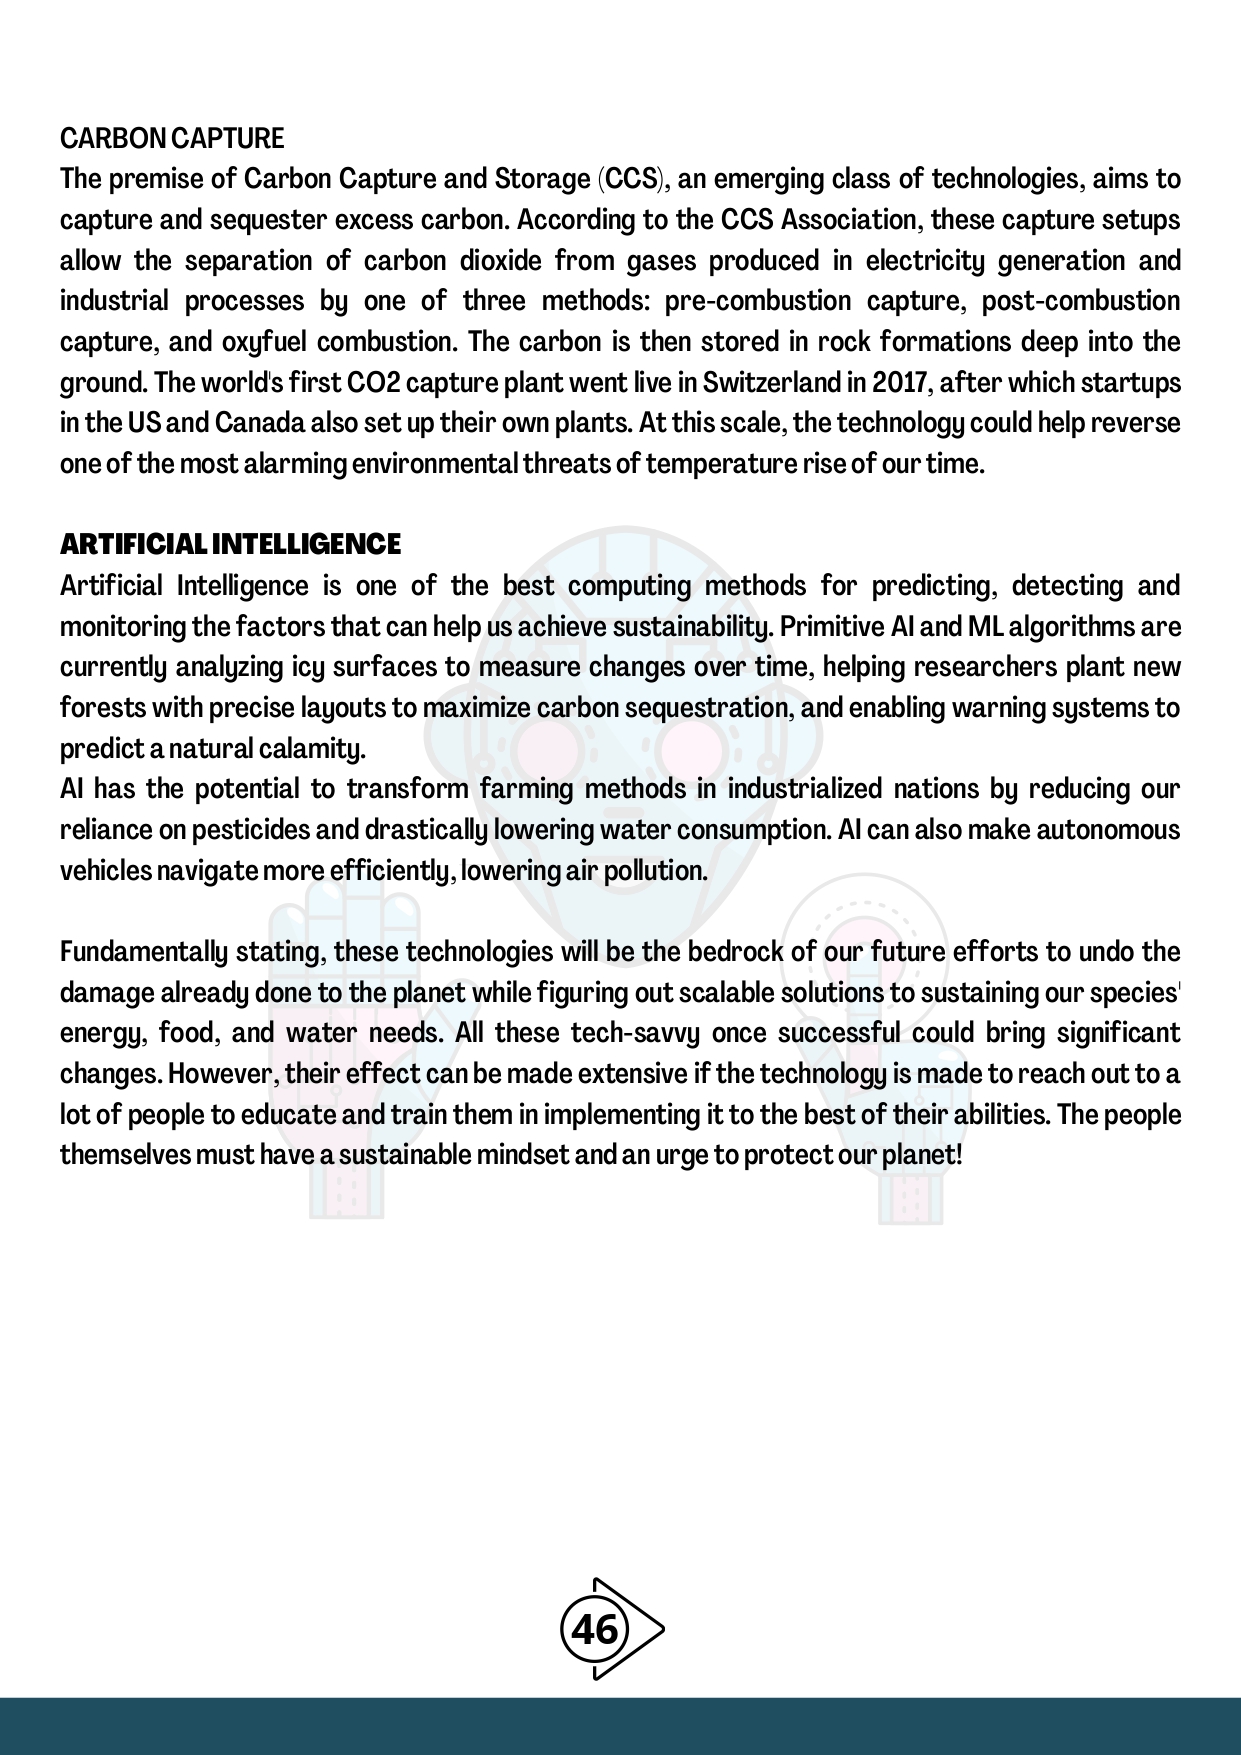 CARBON CAPTURE
The premise of Carbon Capture and Storage (CCS), an emerging class of technologies, aims to
capture and sequester excess carbon. According to the CCS Association, these capture setups
allow the separation of carbon dioxide from gases produced in electricity generation and
industrial processes by one of three methods: pre-combustion capture, post-combustion
capture, and oxyfuel combustion. The carbon is then stored in rock formations deep into the
ground. The world's first CO2 capture plant went live in Switzerland in 2017, after which startups
in the US and Canada also set up their own plants. At this scale, the technology could help reverse
one of the most alarming environmental threats of temperature rise of our time.
ARTIFICIAL INTELLIGENCE
Artificial Intelligence is one of the best computing methods for predicting, detecting and
monitoring the factors that can help us achieve sustainability. Primitive AI and ML algorithms are
currently analyzing icy surfaces to measure changes over time, helping researchers plant new
forests with precise layouts to maximize carbon sequestration, and enabling warning systems to
predict a natural calamity.
AI has the potential to transform farming methods in industrialized nations by reducing our
reliance on pesticides and drastically lowering water consumption. AI can also make autonomous
vehicles navigate more efficiently, lowering air pollution.
Fundamentally stating, these technologies will be the bedrock of our future efforts to undo the
damage already done to the planet while figuring out scalable solutions to sustaining our species'
energy, food, and water needs. All these tech-savvy once successful could bring significant
changes. However, their effect can be made extensive if the technology is made to reach out to a
lot of people to educate and train them in implementing it to the best of their abilities. The people
themselves must have a sustainable mindset and an urge to protect our planet!
46